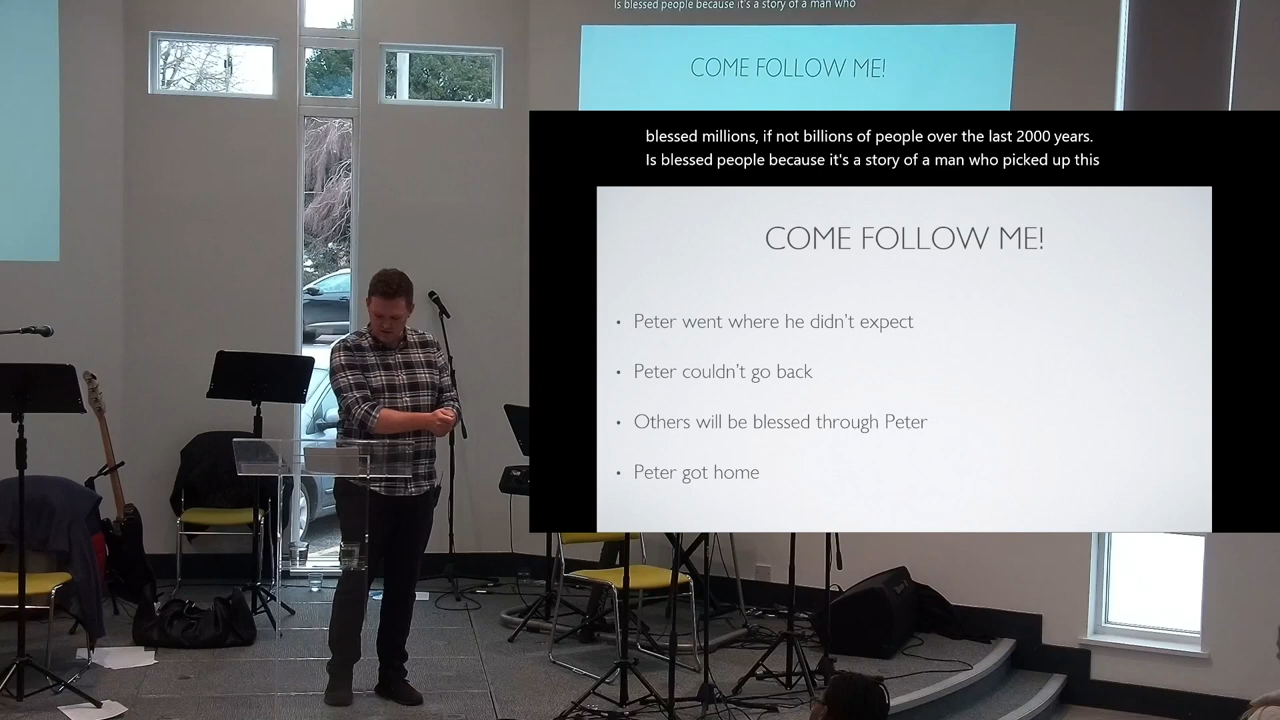 Is blessed people because it's a story of a man who
COME FOLLOW ME!
blessed millions, if not billions of people over the last 2000 years.
Is blessed people because it's a story of a man who picked up this
COME FOLLOW ME!
• Peter went where he didn't expect
• Peter couldn't go back
• Others will be blessed through Peter
• Peter got home